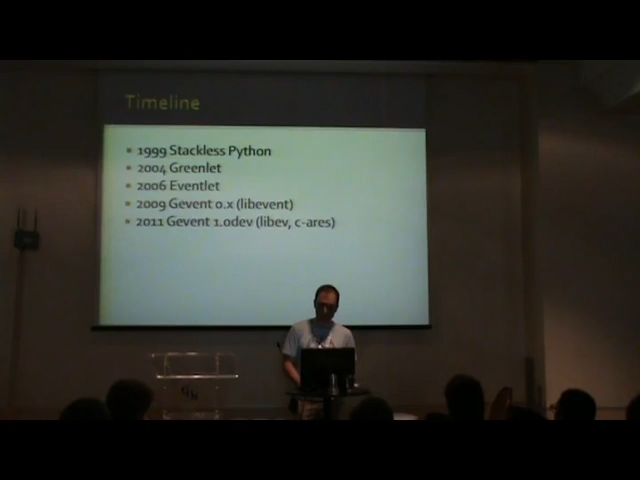 Timeline
1999 Stackless Python
2004 Greenlet
2006 Eventlet
2009 Gevent 0.x (libevent)
2011 Gevent 1.0dev (libev, c-ares)